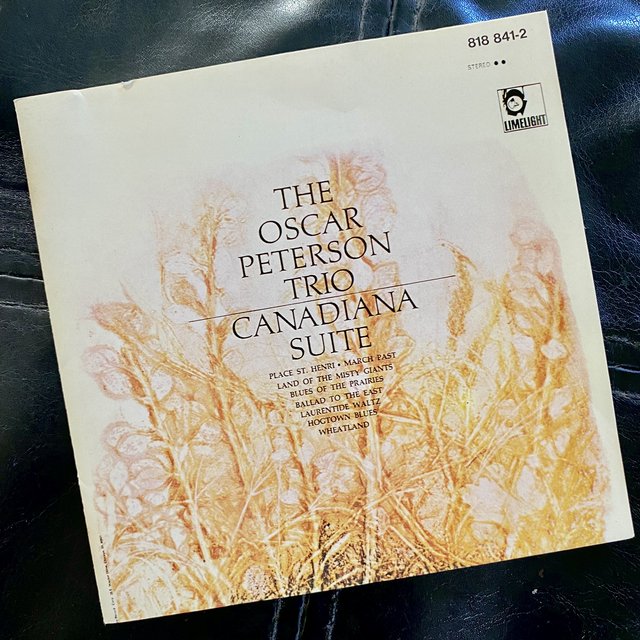 818 841-2
STEREO ●●
LIMELIGHT
THE
OSCAR
PETERSON
TRIO
CANADIANA
SUITE
PLACE ST. HENRI • MARCH PAST
LAND OF THE MISTY GIANTS
BLUES OF THE PRAIRIES
BALLAD TO THE EAST
LAURENTIDE WALTZ
HOGTOWN BLUES
WHEATLAND